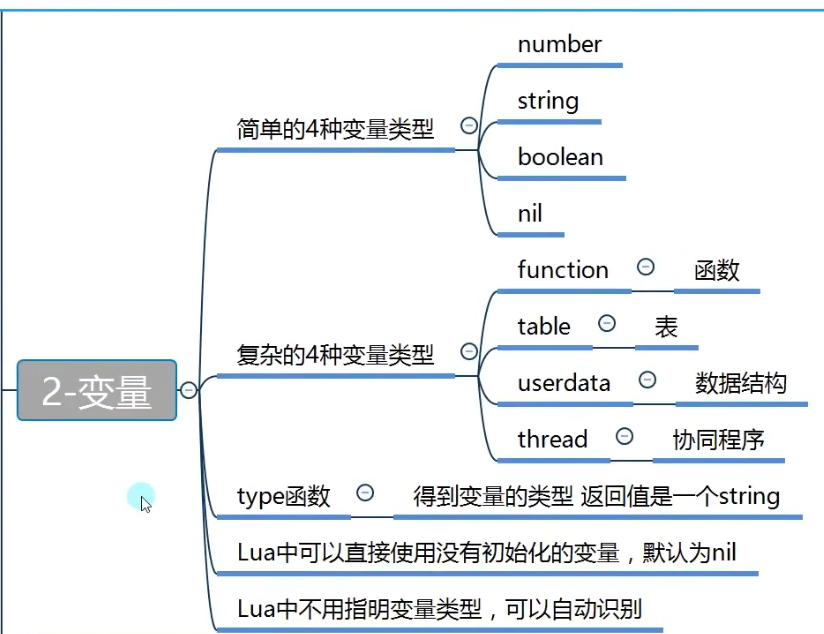 2-变量
简单的4种变量类型
number
string
boolean
nil
复杂的4种变量类型
function 函数
table 表
userdata 数据结构
thread 协同程序
type函数 得到变量的类型 返回值是一个string
Lua中可以直接使用没有初始化的变量，默认为nil
Lua中不用指明变量类型，可以自动识别